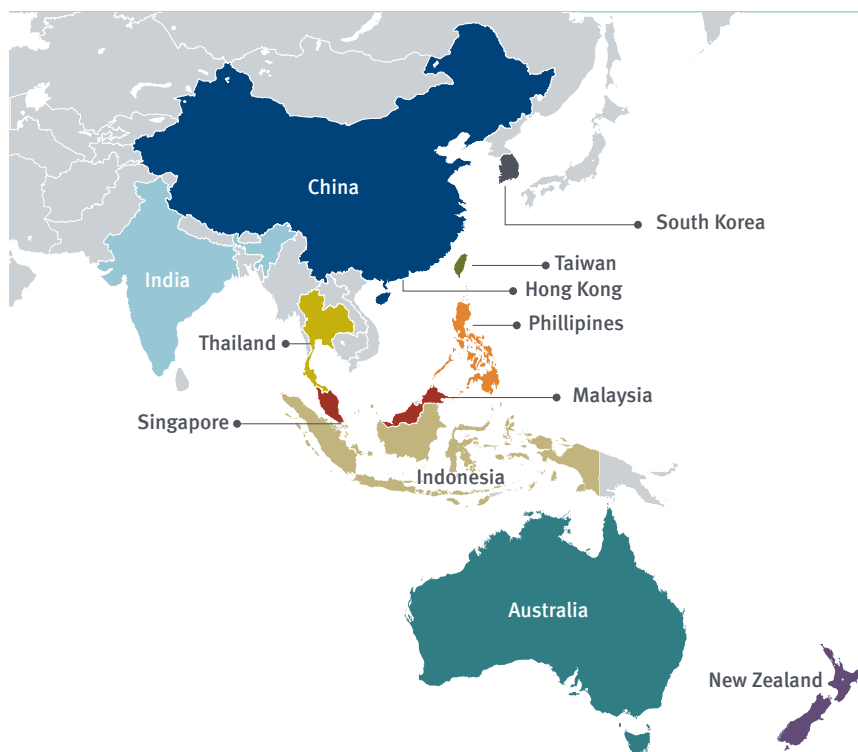 China
South Korea
Taiwan
India
Hong Kong
Phillipines
Thailand
Malaysia
Singapore
Indonesia
Australia
New Zealand